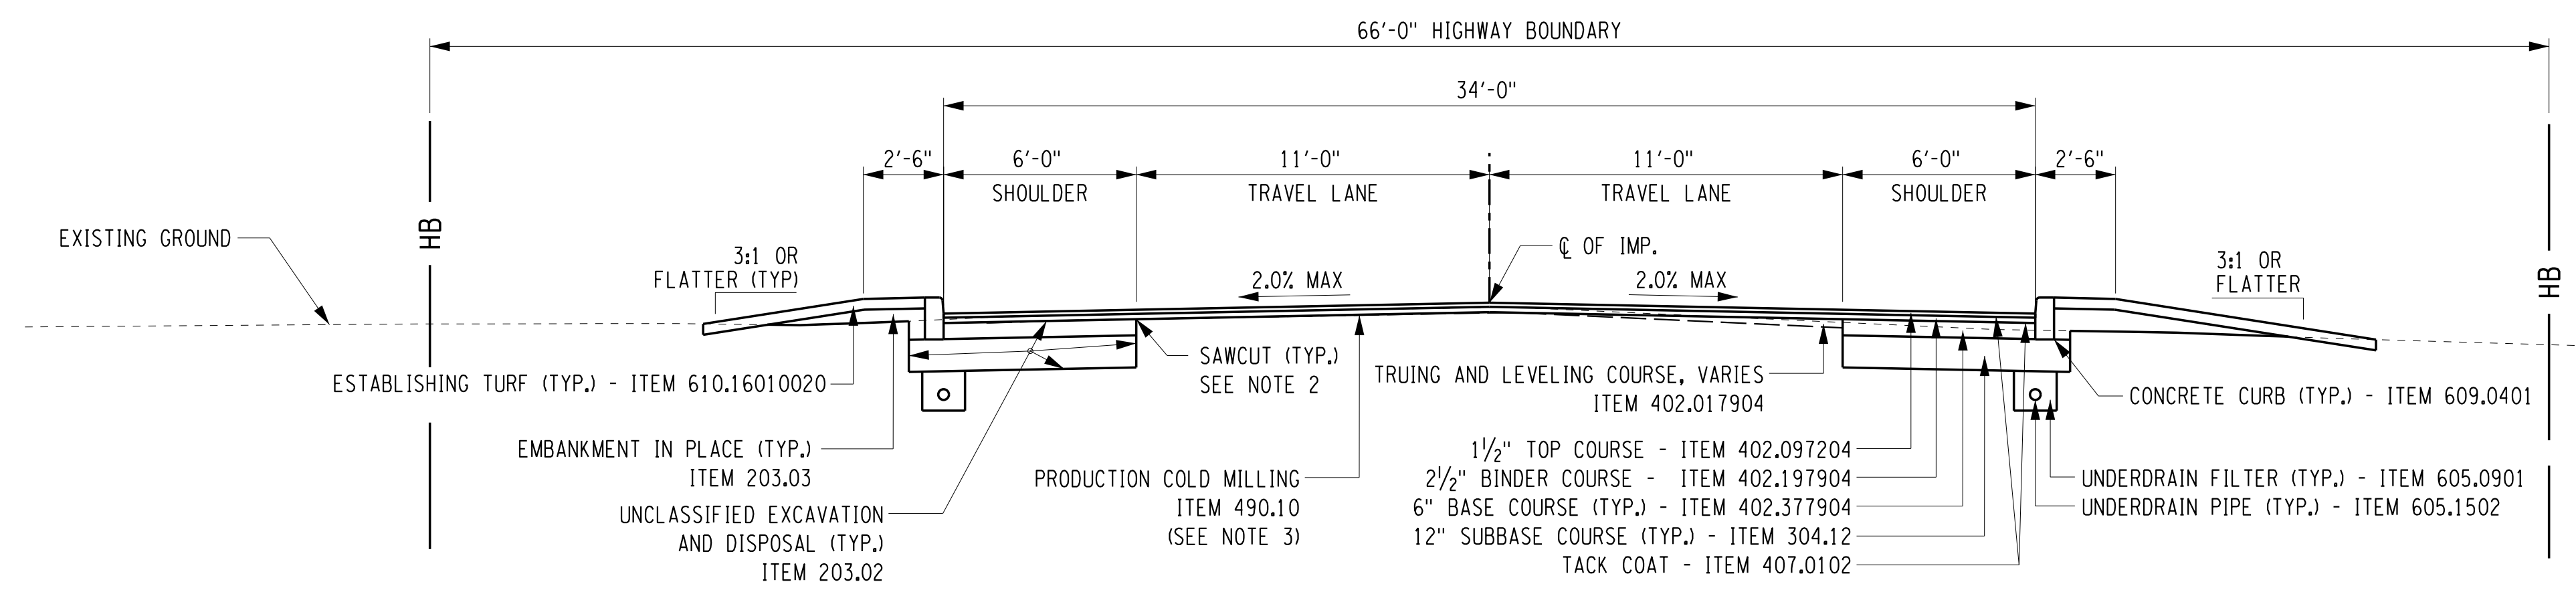 66'-0" HIGHWAY BOUNDARY
34'-0"
2'-6"
6'-0"
SHOULDER
11'-0"
TRAVEL LANE
11'-0"
TRAVEL LANE
6'-0"
SHOULDER
2'-6"
HB
HB
EXISTING GROUND
3:1 OR
FLATTER (TYP)
2.0% MAX
℄ OF IMP.
2.0% MAX
3:1 OR
FLATTER
ESTABLISHING TURF (TYP.) - ITEM 610.16010020
EMBANKMENT IN PLACE (TYP.)
ITEM 203.03
UNCLASSIFIED EXCAVATION
AND DISPOSAL (TYP.)
ITEM 203.02
SAWCUT (TYP.)
SEE NOTE 2
PRODUCTION COLD MILLING
ITEM 490.10
(SEE NOTE 3)
TRUING AND LEVELING COURSE, VARIES
ITEM 402.017904
1½" TOP COURSE - ITEM 402.097204
2½" BINDER COURSE - ITEM 402.197904
6" BASE COURSE (TYP.) - ITEM 402.377904
12" SUBBASE COURSE (TYP.) - ITEM 304.12
TACK COAT - ITEM 407.0102
CONCRETE CURB (TYP.) - ITEM 609.0401
UNDERDRAIN FILTER (TYP.) - ITEM 605.0901
UNDERDRAIN PIPE (TYP.) - ITEM 605.1502